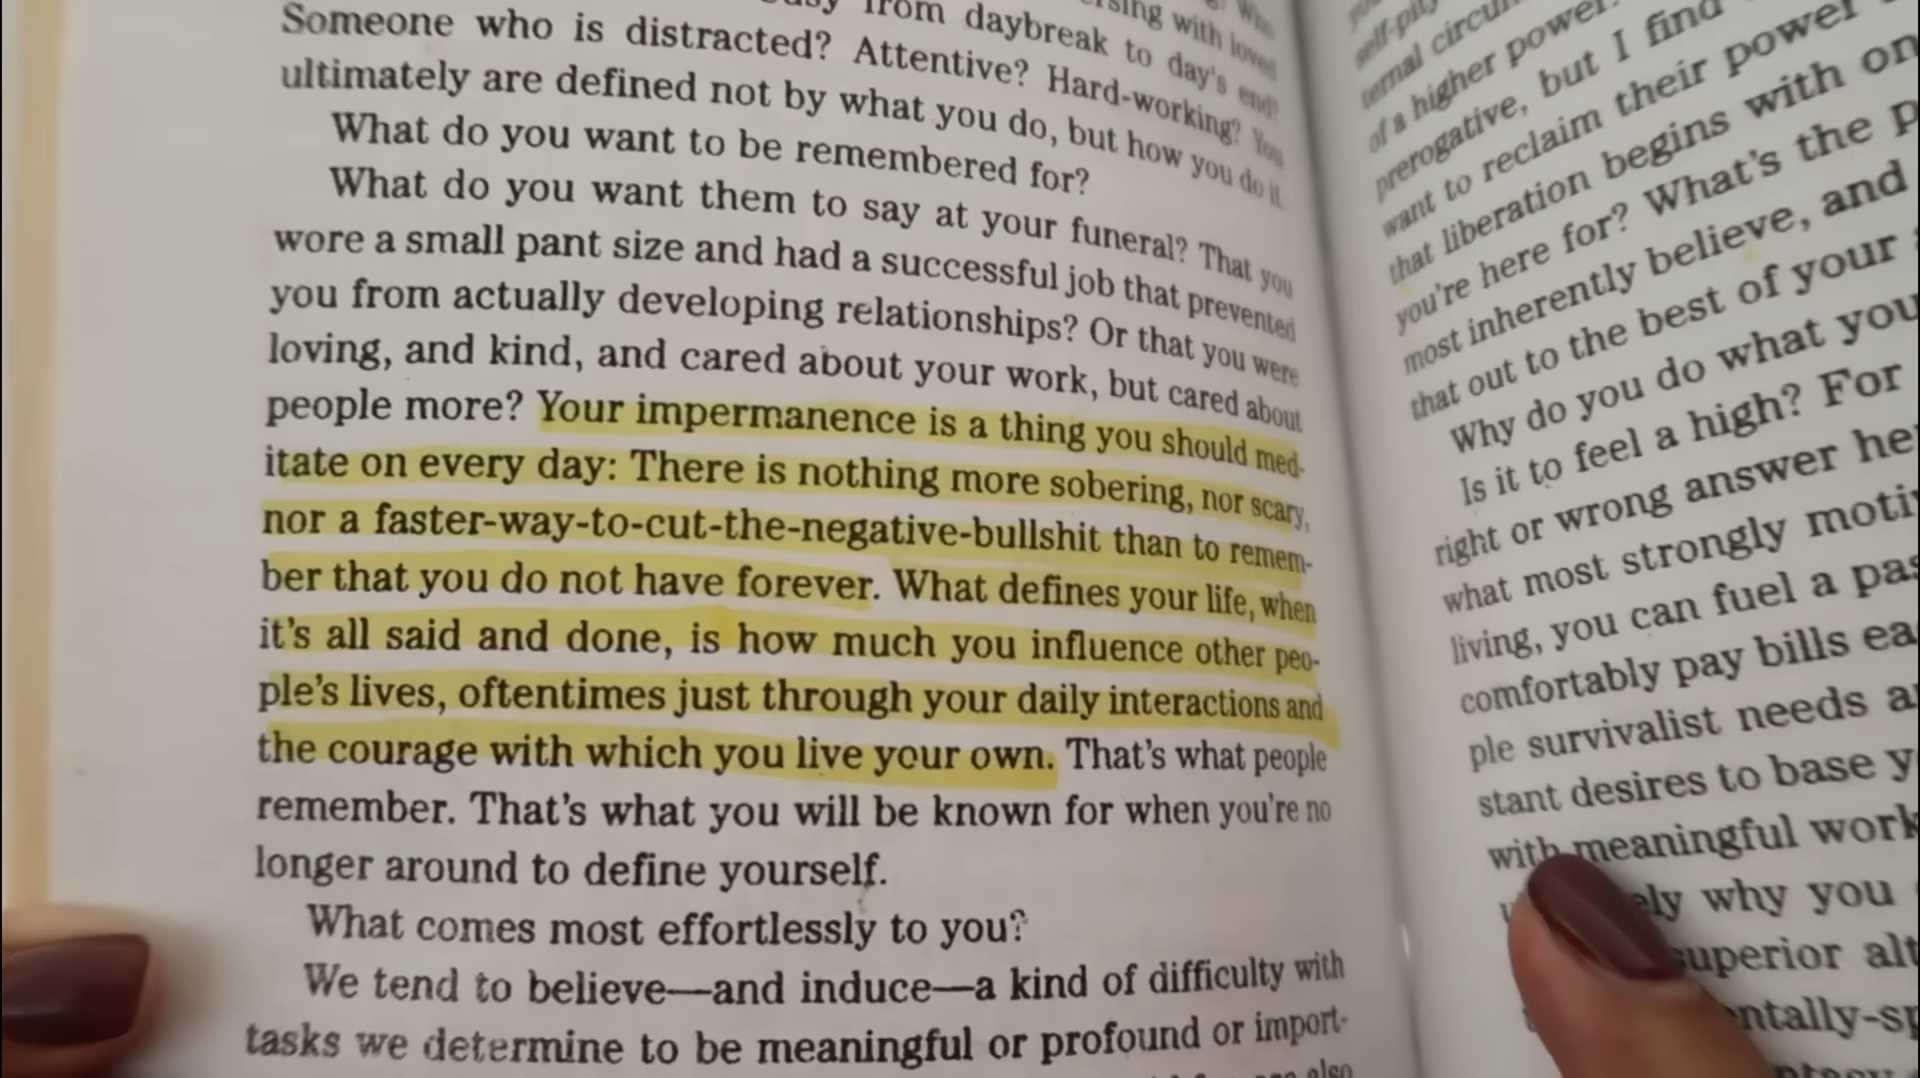 from daybreak to day's end?
Someone who is distracted? Attentive? Hard-working? You
ultimately are defined not by what you do, but how you do it.
What do you want to be remembered for?
What do you want them to say at your funeral? That you
wore a small pant size and had a successful job that prevented
you from actually developing relationships? Or that you were
loving, and kind, and cared about your work, but cared about
people more? Your impermanence is a thing you should med-
itate on every day: There is nothing more sobering, nor scary,
nor a faster-way-to-cut-the-negative-bullshit than to remem-
ber that you do not have forever. What defines your life, when
it's all said and done, is how much you influence other peo-
ple's lives, oftentimes just through your daily interactions and
the courage with which you live your own. That's what people
remember. That's what you will be known for when you're no
longer around to define yourself.
What comes most effortlessly to you?
We tend to believe—and induce—a kind of difficulty with
tasks we determine to be meaningful or profound or import-
also
self-pity
ternal
of a higher power.
prerogative, but I find
want to reclaim their power
that liberation begins with
you're here for? What's the
most inherently believe, and
that out to the best of your
Why do you do what you
Is it to feel a high? For
right or wrong answer
what most strongly
living, you can fuel a
comfortably pay bills
ple survivalist needs
stant desires to base
with meaningful work
why you
superior